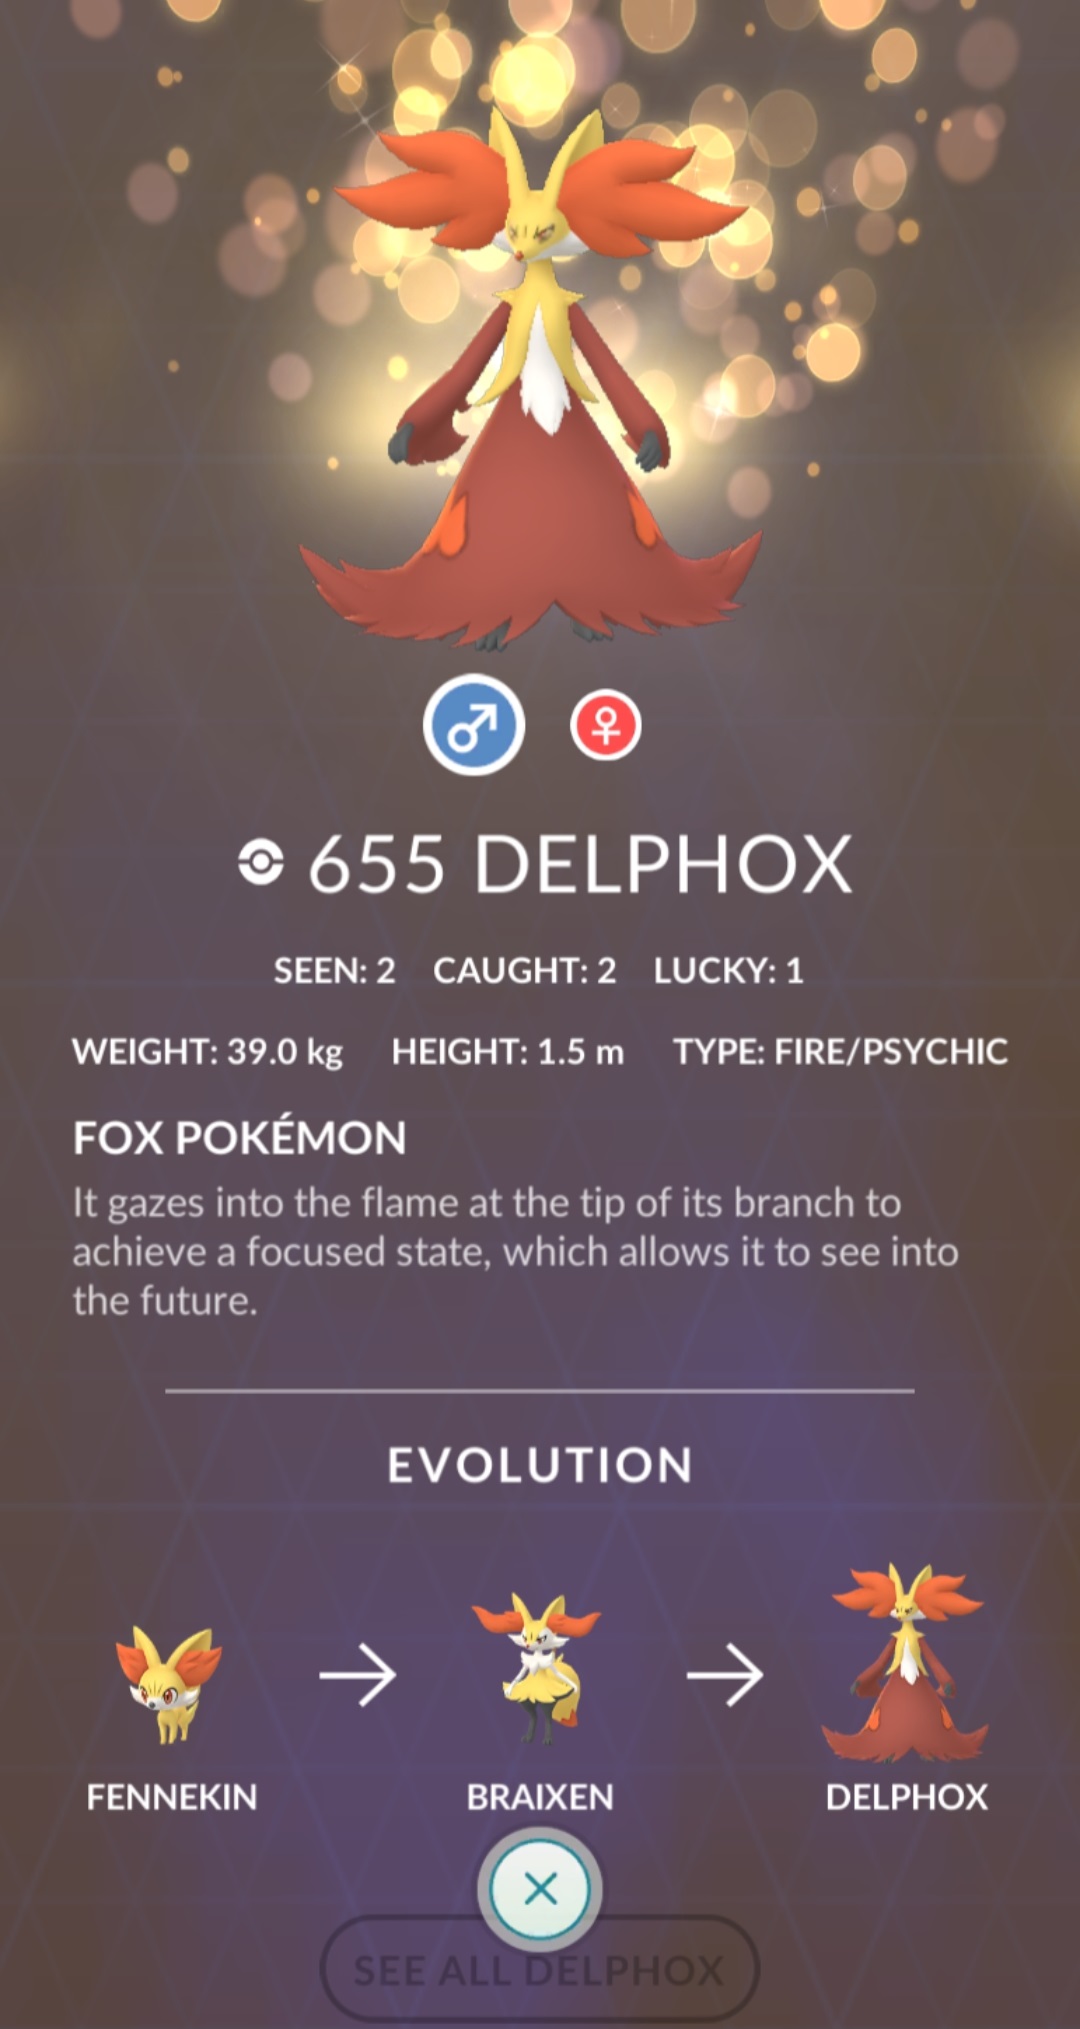 655 DELPHOX
SEEN: 2 CAUGHT: 2 LUCKY: 1
WEIGHT: 39.0 kg HEIGHT: 1.5 m TYPE: FIRE/PSYCHIC
FOX POKÉMON
It gazes into the flame at the tip of its branch to
achieve a focused state, which allows it to see into
the future.
EVOLUTION
FENNEKIN BRAIXEN DELPHOX
SEE ALL DELPHOX